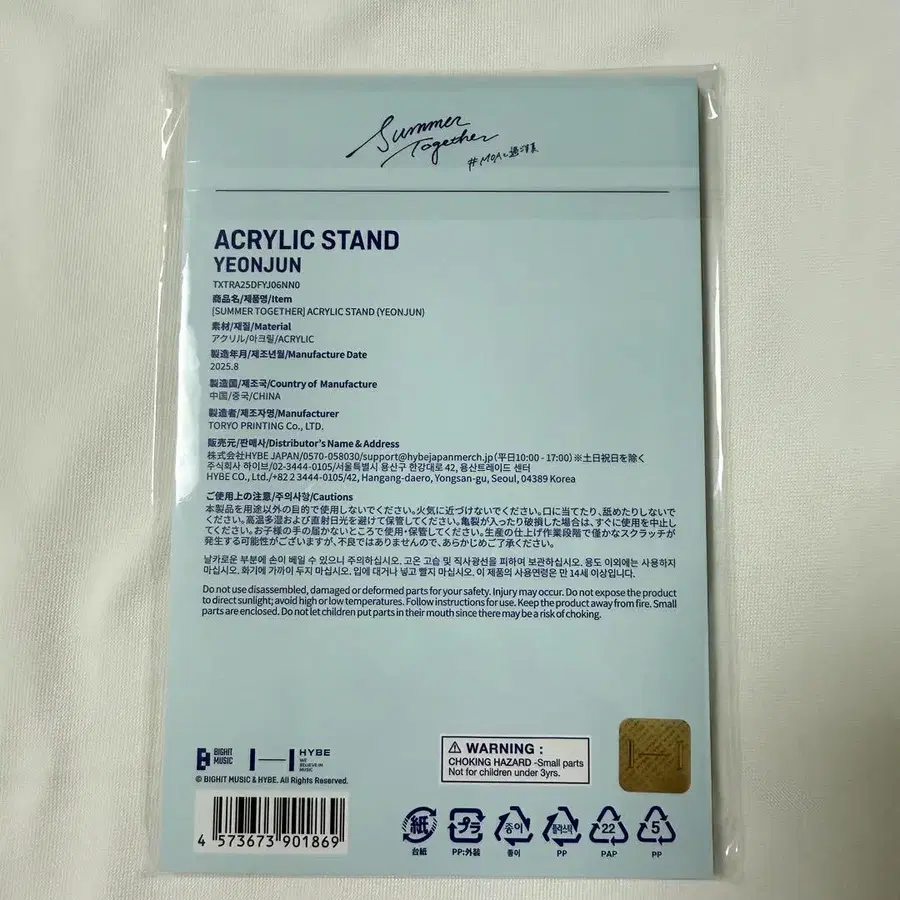 Summer
Together
#MOAと過ごす夏
ACRYLIC STAND
YEONJUN
TXTRA25DFYJ06NN0
商品名/제품명/Item
[SUMMER TOGETHER] ACRYLIC STAND (YEONJUN)
素材/재질/Material
アクリル/아크릴/ACRYLIC
製造年月/제조년월/Manufacture Date
2025.8
製造国/제조국/Country of Manufacture
中国/중국/CHINA
製造者/제조자명/Manufacturer
TORYO PRINTING Co., LTD.
販売元/판매사/Distributor's Name & Address
株式会社HYBE JAPAN/0570-058030/support@hybejapanmerch.jp (平日10:00 - 17:00) ※土日祝日を除く
주식회사 하이브/02-3444-0105/서울특별시 용산구 한강대로 42, 용산트레이드 센터
HYBE CO., Ltd./+82 2 3444-0105/42, Hangang-daero, Yongsan-gu, Seoul, 04389 Korea
ご使用上の注意/주의사항/Cautions
本製品を用途以外の目的で使用しないでください。火気に近づけないでください。口に当てたり、舐めたりしないで
ください。高温多湿および直射日光を避けて保管してください。亀裂が入ったり破損した場合は、すぐに使用を中止し
てください。お子様の手の届かないところで使用・保管してください。生産の仕上げ作業段階で僅かなスクラッチが
発生する可能性がございますが、不良ではありませんので、あらかじめご了承ください。
날카로운 부분에 손이 베일 수 있으니 주의하십시오. 고온 고습 및 직사광선을 피하여 보관하십시오. 용도 이외에는 사용하지
마십시오. 화기에 가까이 두지 마십시오. 입에 대거나 넣고 빨지 마십시오. 이 제품의 사용연령은 만 14세 이상입니다.
Do not use disassembled, damaged or deformed parts for your safety. Injury may occur. Do not expose the product
to direct sunlight; avoid high or low temperatures. Follow instructions for use. Keep the product away from fire. Small
parts are enclosed. Do not let children put parts in their mouth since there may be a risk of choking.
BIGHIT
MUSIC
HYBE
WE
BELIEVE IN
MUSIC
© BIGHIT MUSIC & HYBE. All Rights Reserved.
⚠ WARNING :
CHOKING HAZARD -Small parts
Not for children under 3yrs.
4 573673 901869
紙
台紙
プラ
PP:外装
종이
종이
플라스틱
PP
22
PAP
5
PP